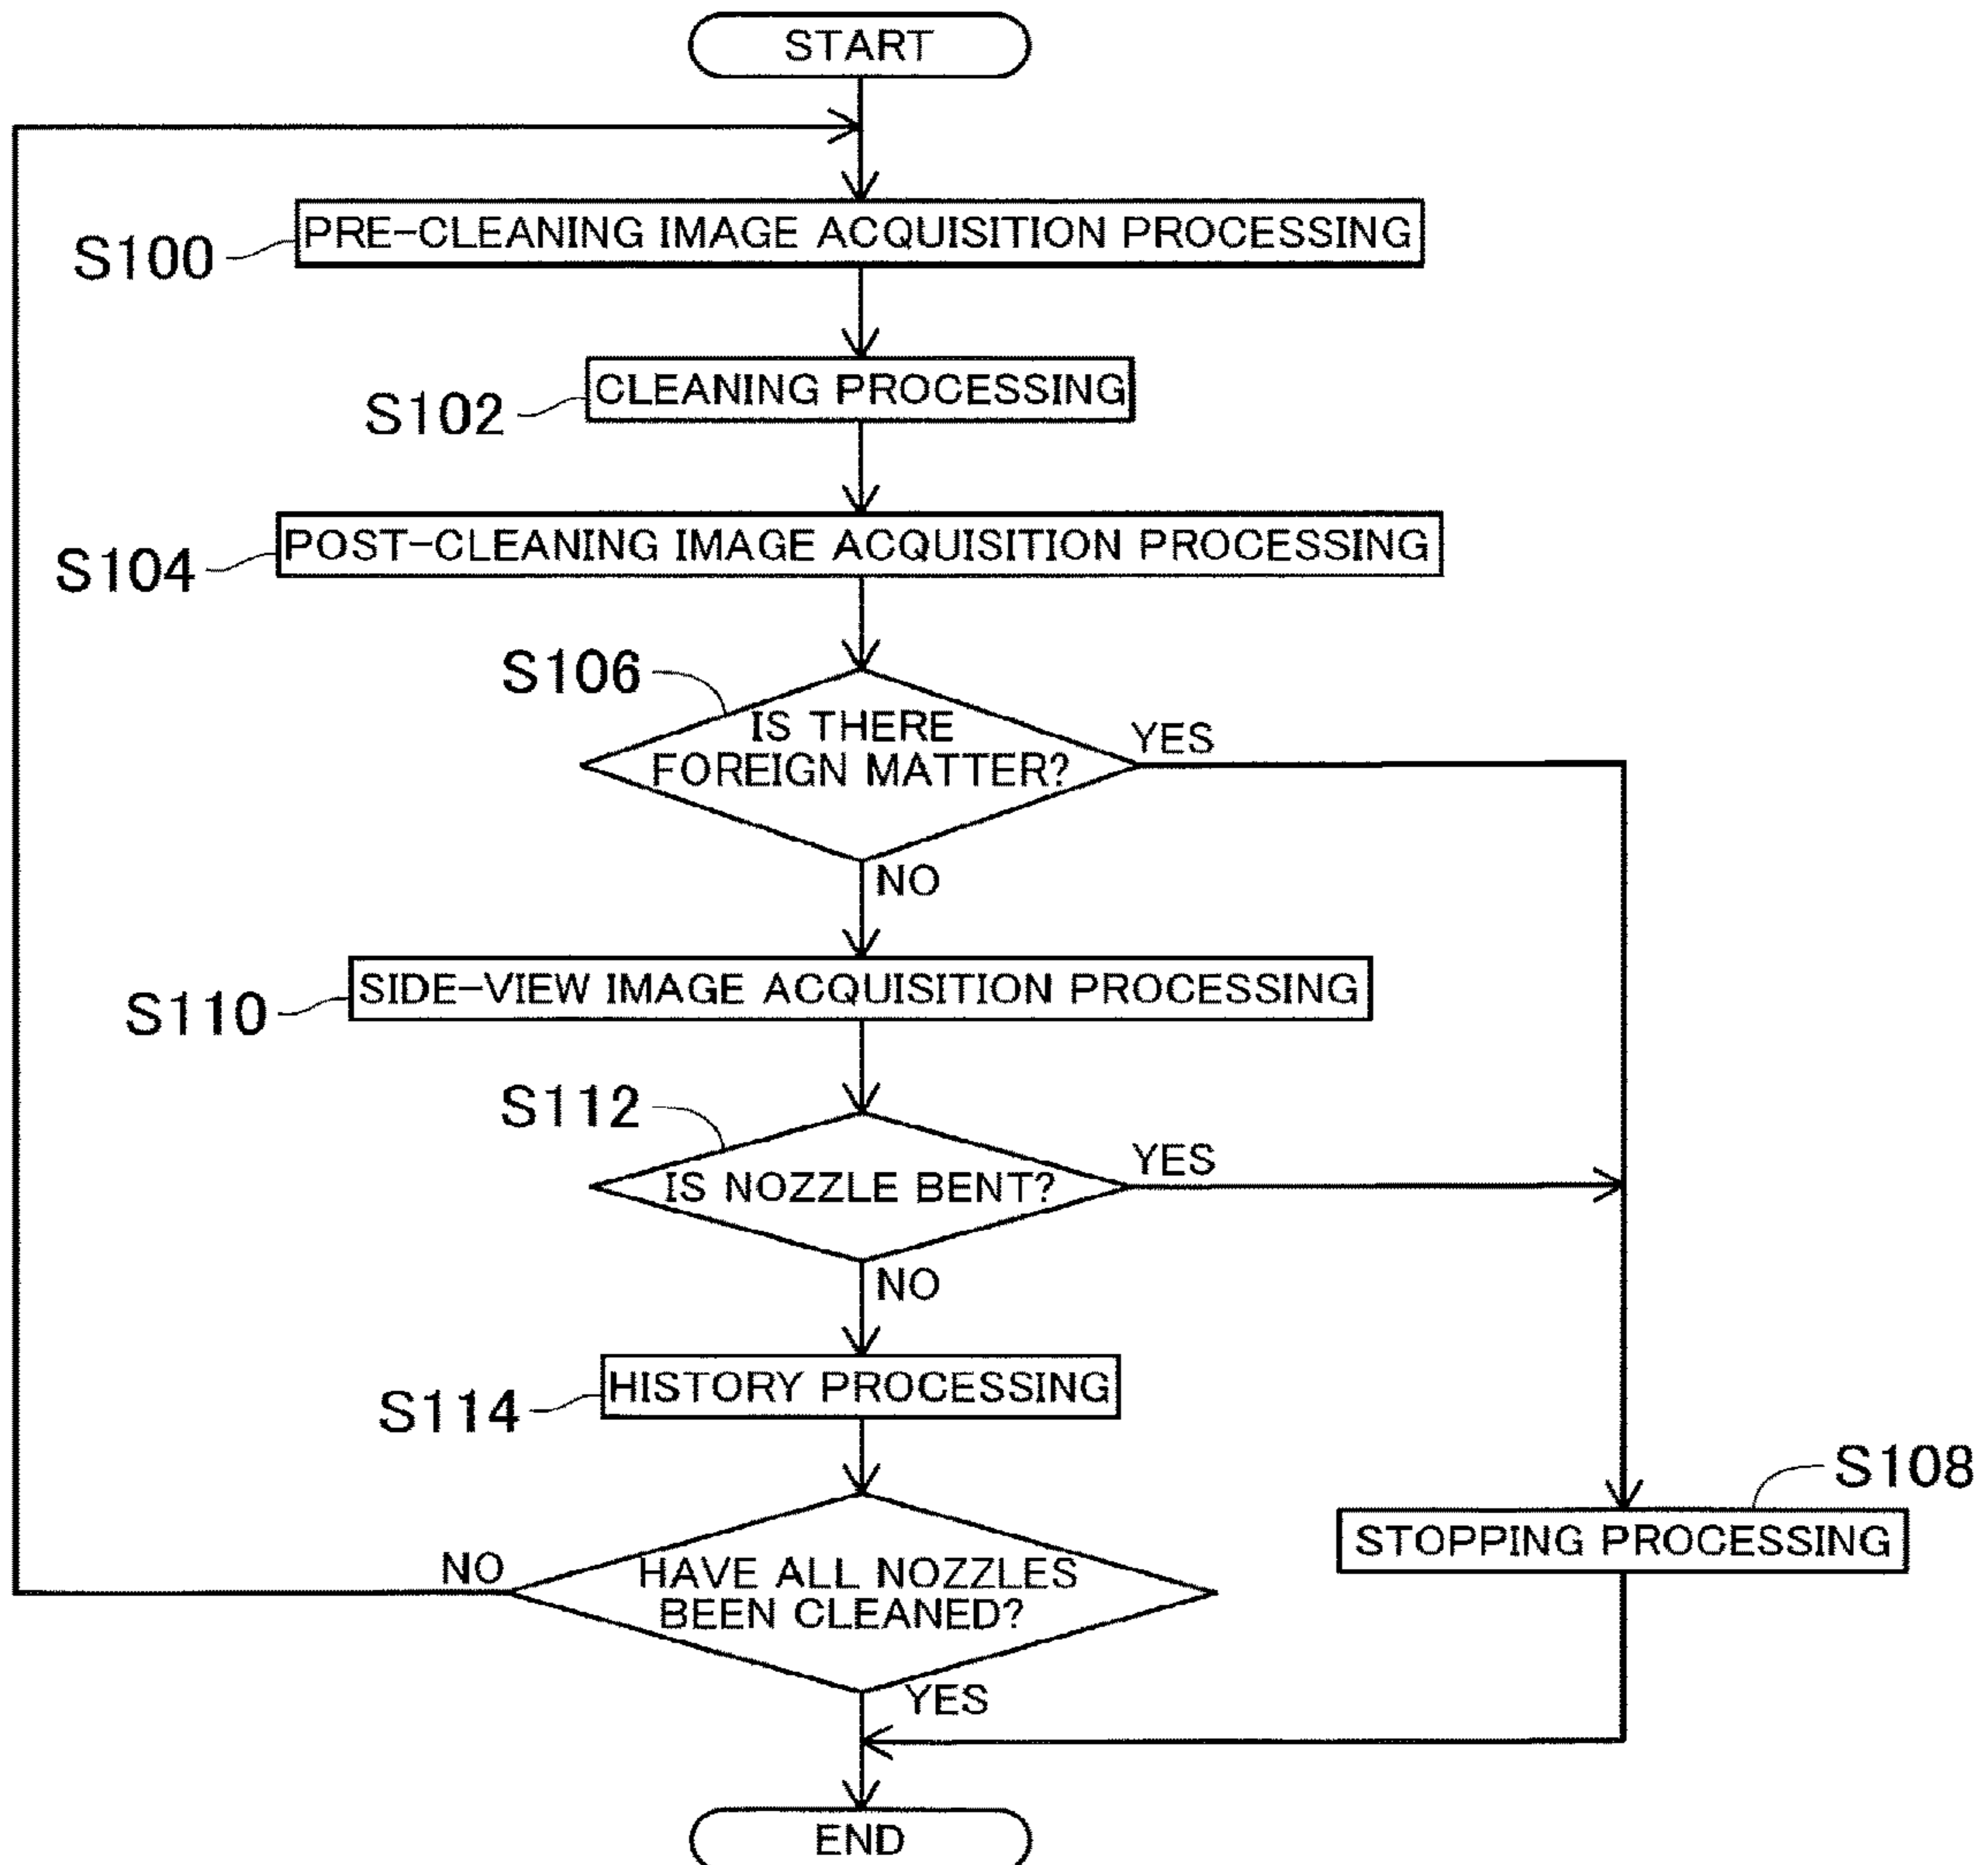 START
PRE-CLEANING IMAGE ACQUISITION PROCESSING
S100
CLEANING PROCESSING
S102
POST-CLEANING IMAGE ACQUISITION PROCESSING
S104
S106
IS THERE
FOREIGN MATTER?
YES
NO
SIDE-VIEW IMAGE ACQUISITION PROCESSING
S110
S112
IS NOZZLE BENT?
YES
NO
HISTORY PROCESSING
S114
S108
STOPPING PROCESSING
NO
HAVE ALL NOZZLES
BEEN CLEANED?
YES
END